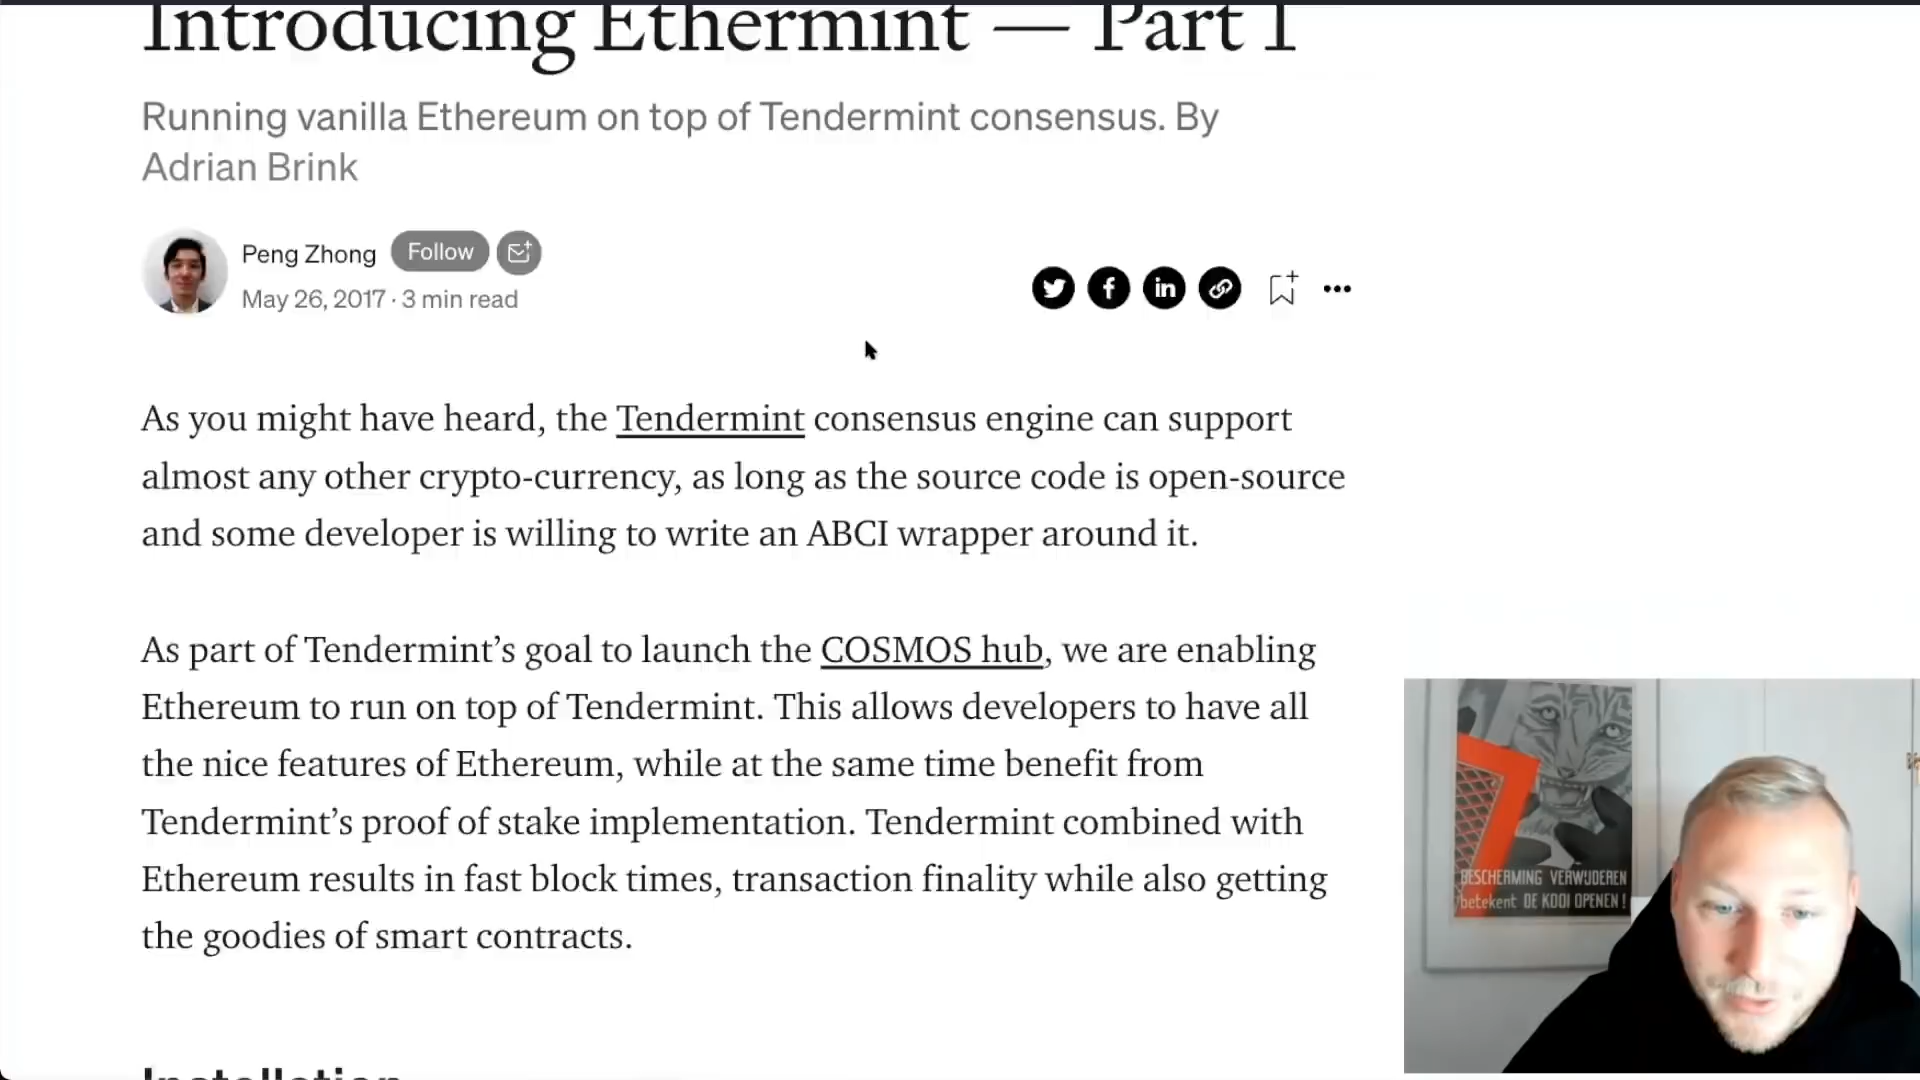 Introducing Ethermint — Part 1
Running vanilla Ethereum on top of Tendermint consensus. By
Adrian Brink
Peng Zhong
Follow
May 26, 2017 · 3 min read
As you might have heard, the Tendermint consensus engine can support
almost any other crypto-currency, as long as the source code is open-source
and some developer is willing to write an ABCI wrapper around it.
As part of Tendermint’s goal to launch the COSMOS hub, we are enabling
Ethereum to run on top of Tendermint. This allows developers to have all
the nice features of Ethereum, while at the same time benefit from
Tendermint’s proof of stake implementation. Tendermint combined with
Ethereum results in fast block times, transaction finality while also getting
the goodies of smart contracts.
Installation
BESCHERMING VERWIJDEREN
betekent DE KOOI OPENEN!